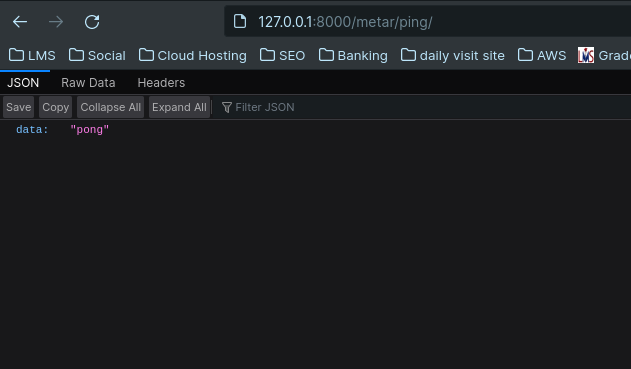 127.0.0.1:8000/metar/ping/
LMS Social Cloud Hosting SEO Banking daily visit site AWS Grade
JSON Raw Data Headers
Save Copy Collapse All Expand All Filter JSON
data: "pong"